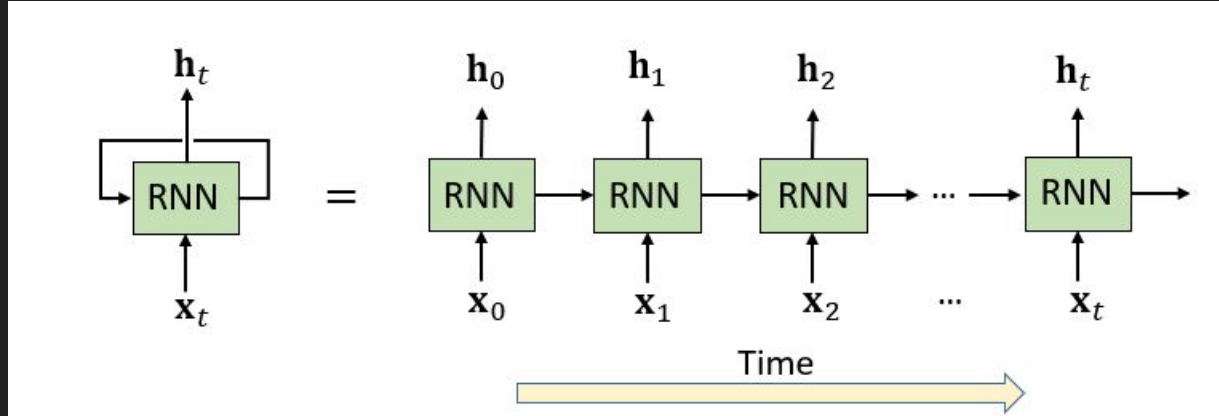 h_t h_0 h_1 h_2 h_t
RNN = RNN RNN RNN ... RNN
x_t x_0 x_1 x_2 ... x_t
Time